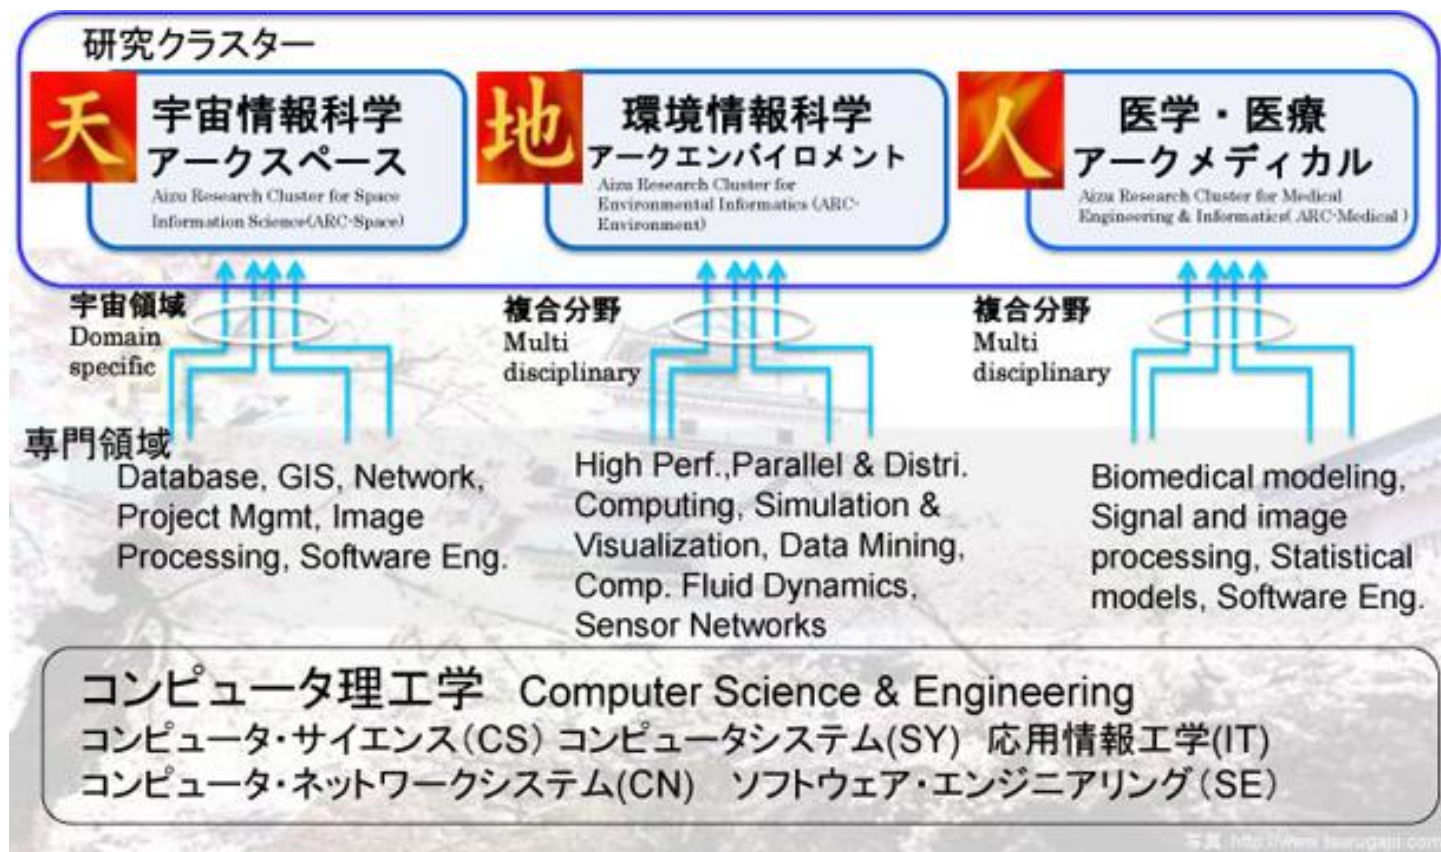 研究クラスター
天
宇宙情報科学
アークスペース
Aizu Research Cluster for Space
Information Science(ARC-Space)
地
環境情報科学
アークエンバイロメント
Aizu Research Cluster for
Environmental Informatics (ARC-
Environment)
人
医学・医療
アークメディカル
Aizu Research Cluster for Medical
Engineering & Informatics( ARC-Medical )
宇宙領域
Domain
specific
複合分野
Multi
disciplinary
複合分野
Multi
disciplinary
専門領域
Database, GIS, Network,
Project Mgmt, Image
Processing, Software Eng.
High Perf.,Parallel & Distri.
Computing, Simulation &
Visualization, Data Mining,
Comp. Fluid Dynamics,
Sensor Networks
Biomedical modeling,
Signal and image
processing, Statistical
models, Software Eng.
コンピュータ理工学 Computer Science & Engineering
コンピュータ・サイエンス(CS) コンピュータシステム(SY) 応用情報工学(IT)
コンピュータ・ネットワークシステム(CN) ソフトウェア・エンジニアリング(SE)
写真:http://www.tsurugajii.com